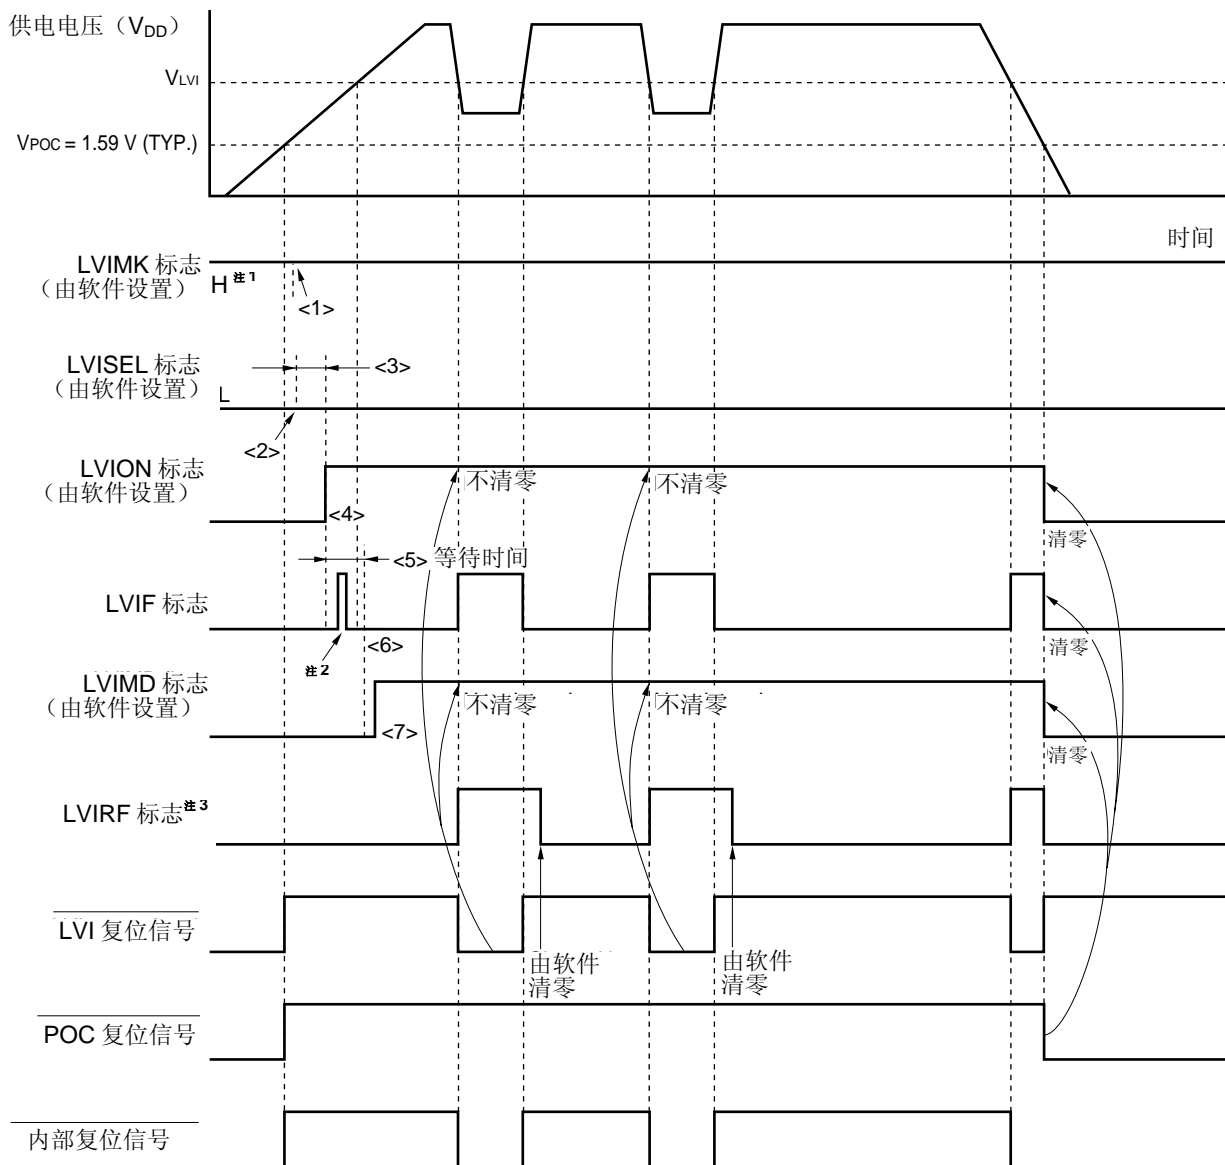 供电电压（VDD）
VLVI
VPOC = 1.59 V (TYP.)
时间
LVIMK 标志
（由软件设置）
H 注1
<1>
LVISEL 标志
（由软件设置）
L
<3>
<2>
LVION 标志
（由软件设置）
不清零
不清零
<4>
清零
<5> 等待时间
LVIF 标志
注2
<6>
清零
LVIMD 标志
（由软件设置）
不清零
不清零
<7>
清零
LVIRF 标志注3
LVI 复位信号
由软件
清零
由软件
清零
POC 复位信号
内部复位信号